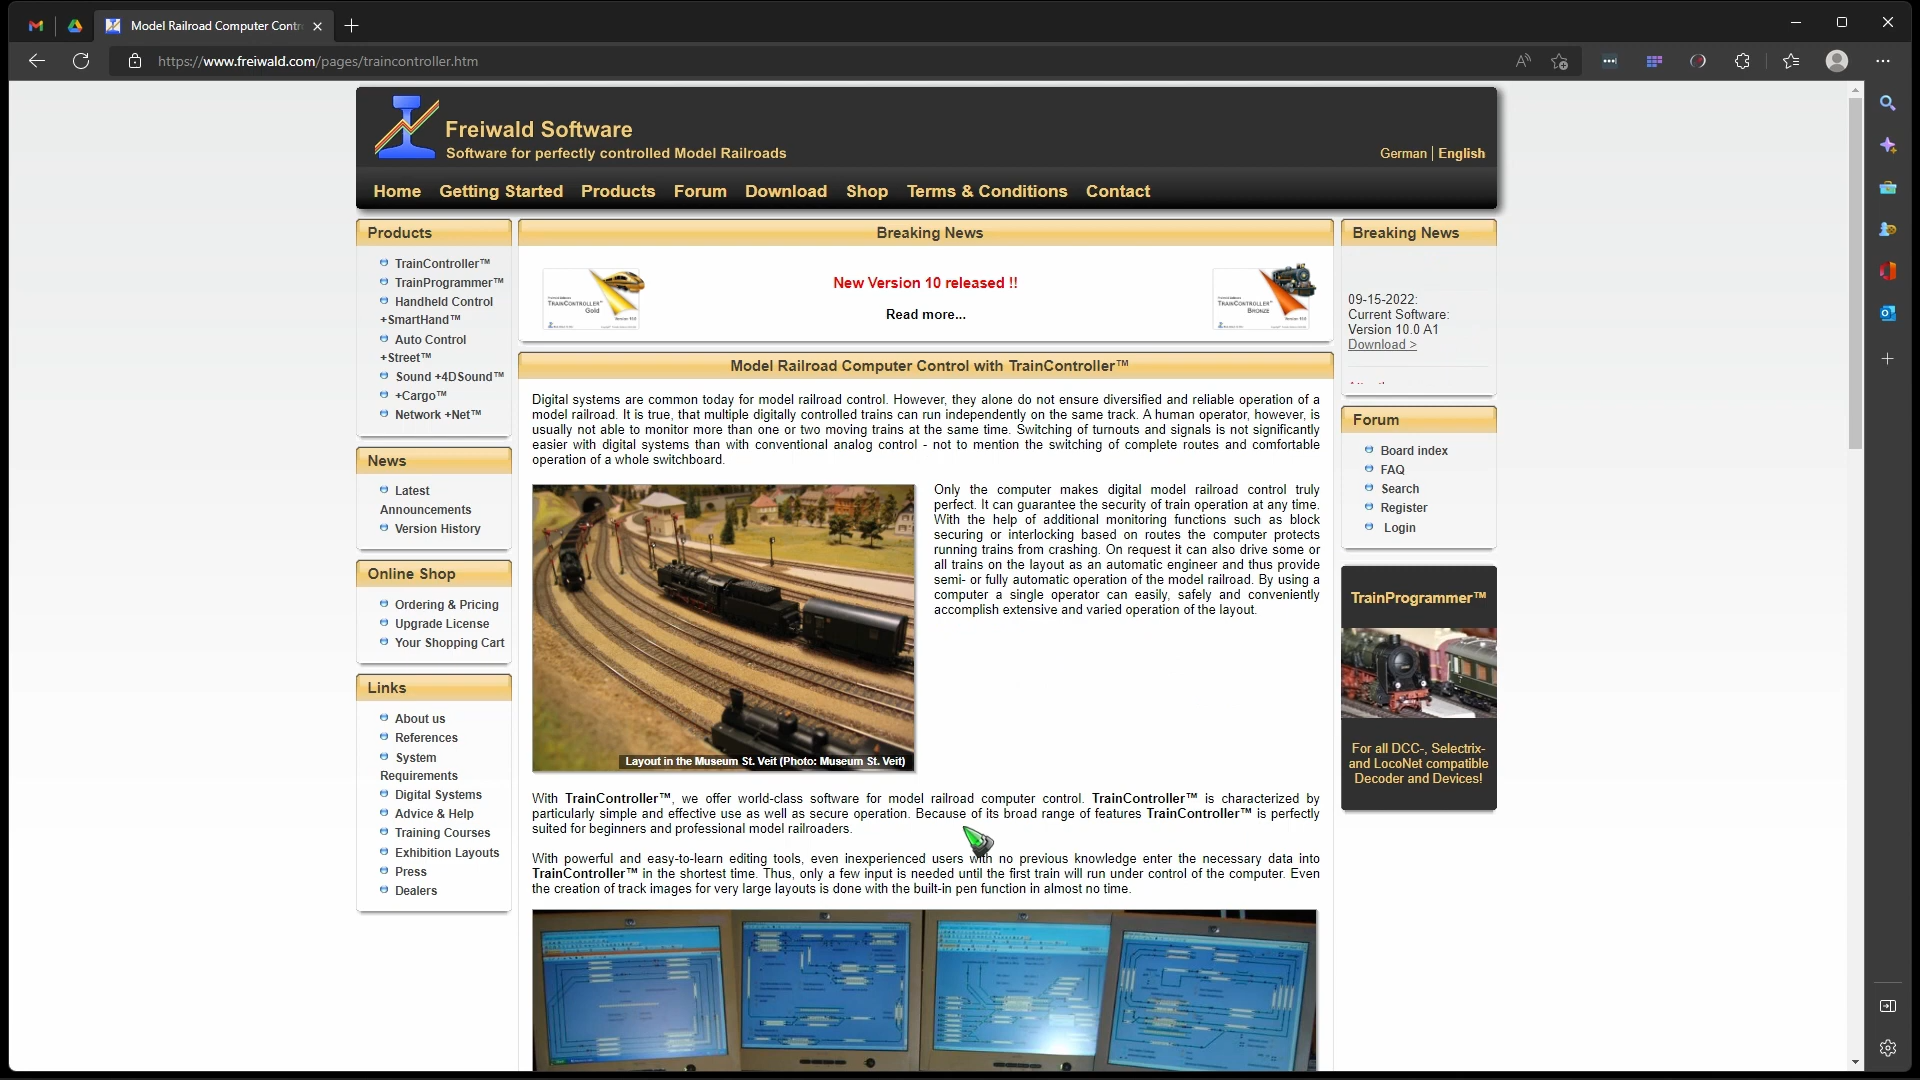 Model Railroad Computer Contr
https://www.freiwald.com/pages/traincontroller.htm
Freiwald Software
Software for perfectly controlled Model Railroads
German | English
Home Getting Started Products Forum Download Shop Terms & Conditions Contact
Products
TrainController™
TrainProgrammer™
Handheld Control
+SmartHand™
Auto Control
+Street™
Sound +4DSound™
+Cargo™
Network +Net™
News
Latest
Announcements
Version History
Online Shop
Ordering & Pricing
Upgrade License
Your Shopping Cart
Links
About us
References
System
Requirements
Digital Systems
Advice & Help
Training Courses
Exhibition Layouts
Press
Dealers
Breaking News
TRAINCONTROLLER™
Gold
New Version 10 released !!
Read more...
TRAINCONTROLLER™
BRONZE
Model Railroad Computer Control with TrainController™
Digital systems are common today for model railroad control. However, they alone do not ensure diversified and reliable operation of a
model railroad. It is true, that multiple digitally controlled trains can run independently on the same track. A human operator, however, is
usually not able to monitor more than one or two moving trains at the same time. Switching of turnouts and signals is not significantly
easier with digital systems than with conventional analog control - not to mention the switching of complete routes and comfortable
operation of a whole switchboard.
Only the computer makes digital model railroad control truly
perfect. It can guarantee the security of train operation at any time.
With the help of additional monitoring functions such as block
securing or interlocking based on routes the computer protects
running trains from crashing. On request it can also drive some or
all trains on the layout as an automatic engineer and thus provide
semi- or fully automatic operation of the model railroad. By using a
computer a single operator can easily, safely and conveniently
accomplish extensive and varied operation of the layout.
Layout in the Museum St. Veit (Photo: Museum St. Veit)
With TrainController™, we offer world-class software for model railroad computer control. TrainController™ is characterized by
particularly simple and effective use as well as secure operation. Because of its broad range of features TrainController™ is perfectly
suited for beginners and professional model railroaders.
With powerful and easy-to-learn editing tools, even inexperienced users with no previous knowledge enter the necessary data into
TrainController™ in the shortest time. Thus, only a few input is needed until the first train will run under control of the computer. Even
the creation of track images for very large layouts is done with the built-in pen function in almost no time.
Breaking News
09-15-2022:
Current Software:
Version 10.0 A1
Download >
Forum
Board index
FAQ
Search
Register
Login
TrainProgrammer™
For all DCC-, Selectrix-
and LocoNet compatible
Decoder and Devices!